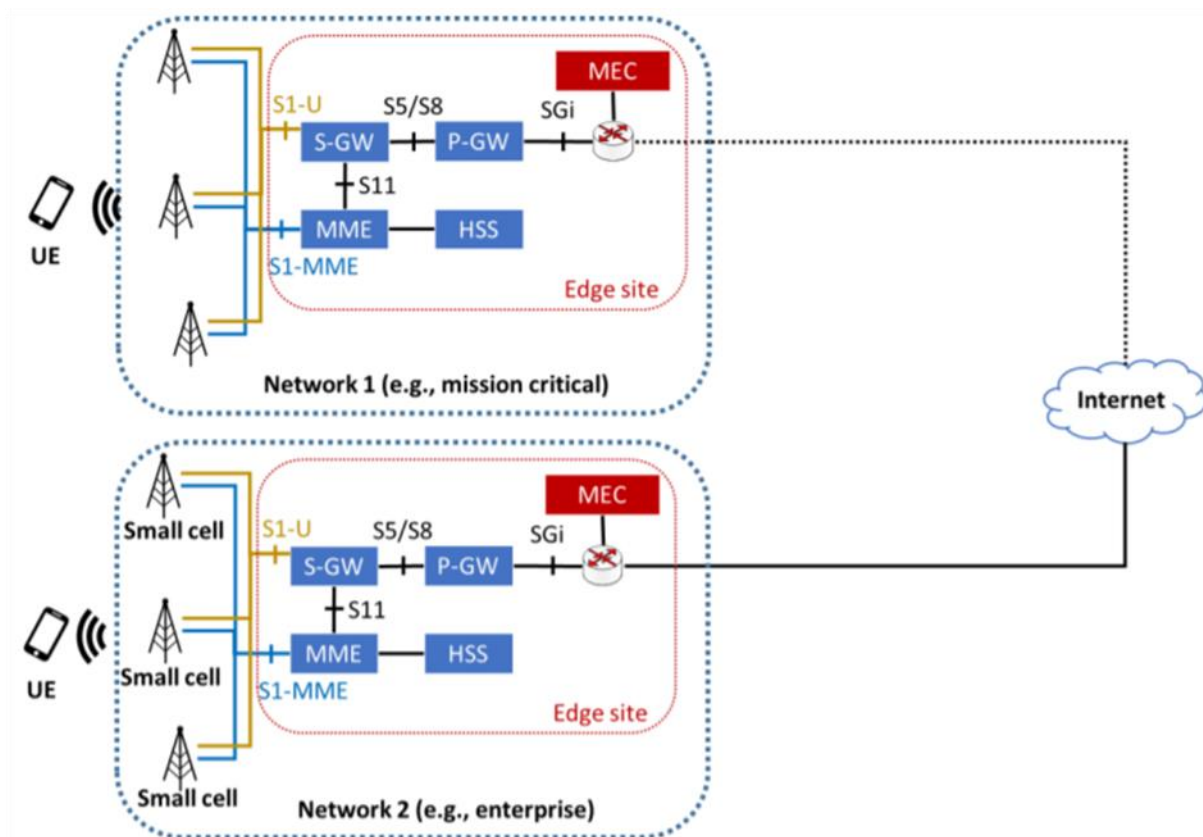 MEC
S1-U
S5/S8
SGi
S-GW
P-GW
S11
UE
MME
HSS
S1-MME
Edge site
Network 1 (e.g., mission critical)
Internet
MEC
Small cell
S1-U
S5/S8
SGi
S-GW
P-GW
S11
UE
Small cell
MME
HSS
S1-MME
Edge site
Small cell
Network 2 (e.g., enterprise)